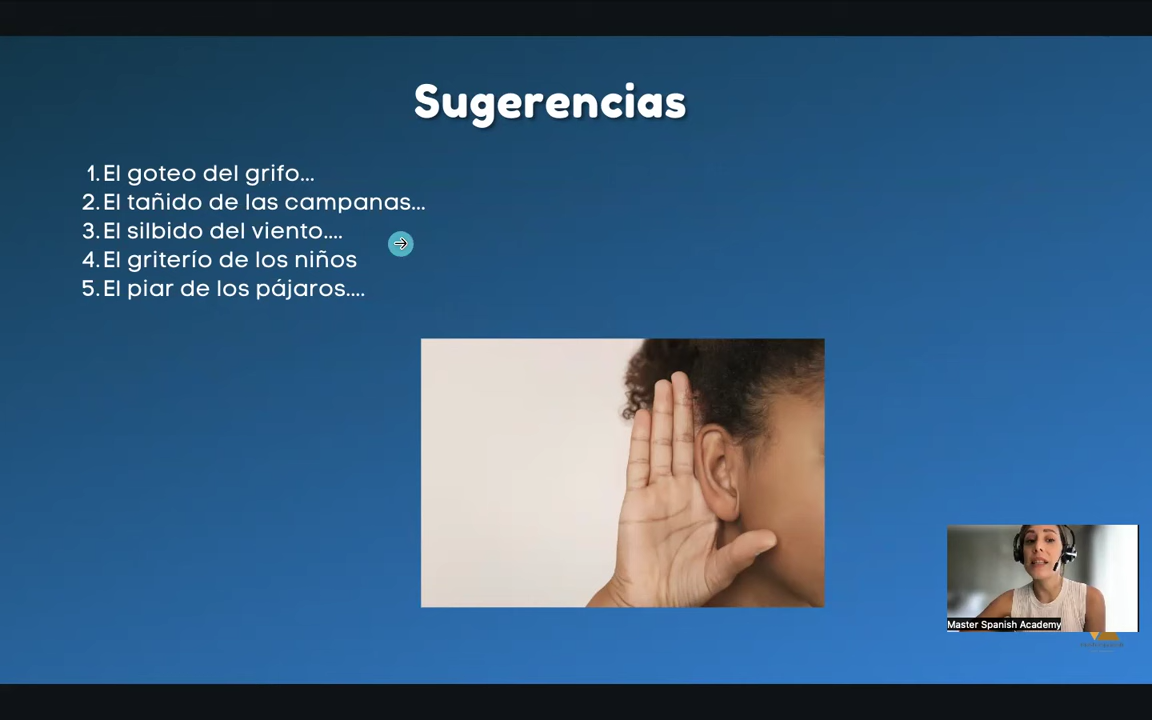 Sugerencias
1. El goteo del grifo...
2. El tañido de las campanas...
3. El silbido del viento....
4. El griterío de los niños
5. El piar de los pájaros....
Master Spanish Academy